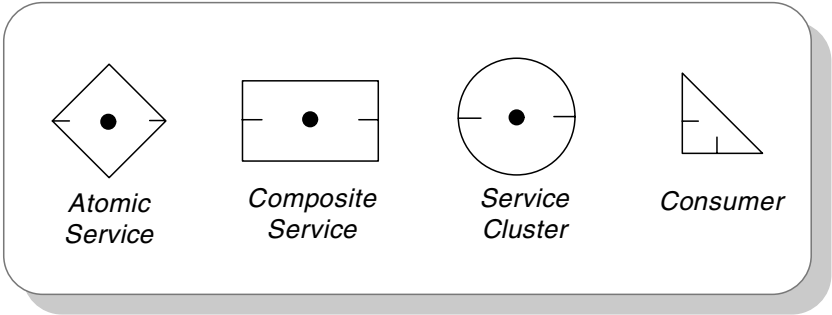 Atomic
Service
Composite
Service
Service
Cluster
Consumer